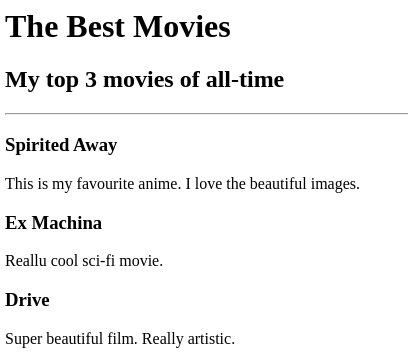 The Best Movies
My top 3 movies of all-time
Spirited Away
This is my favourite anime. I love the beautiful images.
Ex Machina
Reallu cool sci-fi movie.
Drive
Super beautiful film. Really artistic.